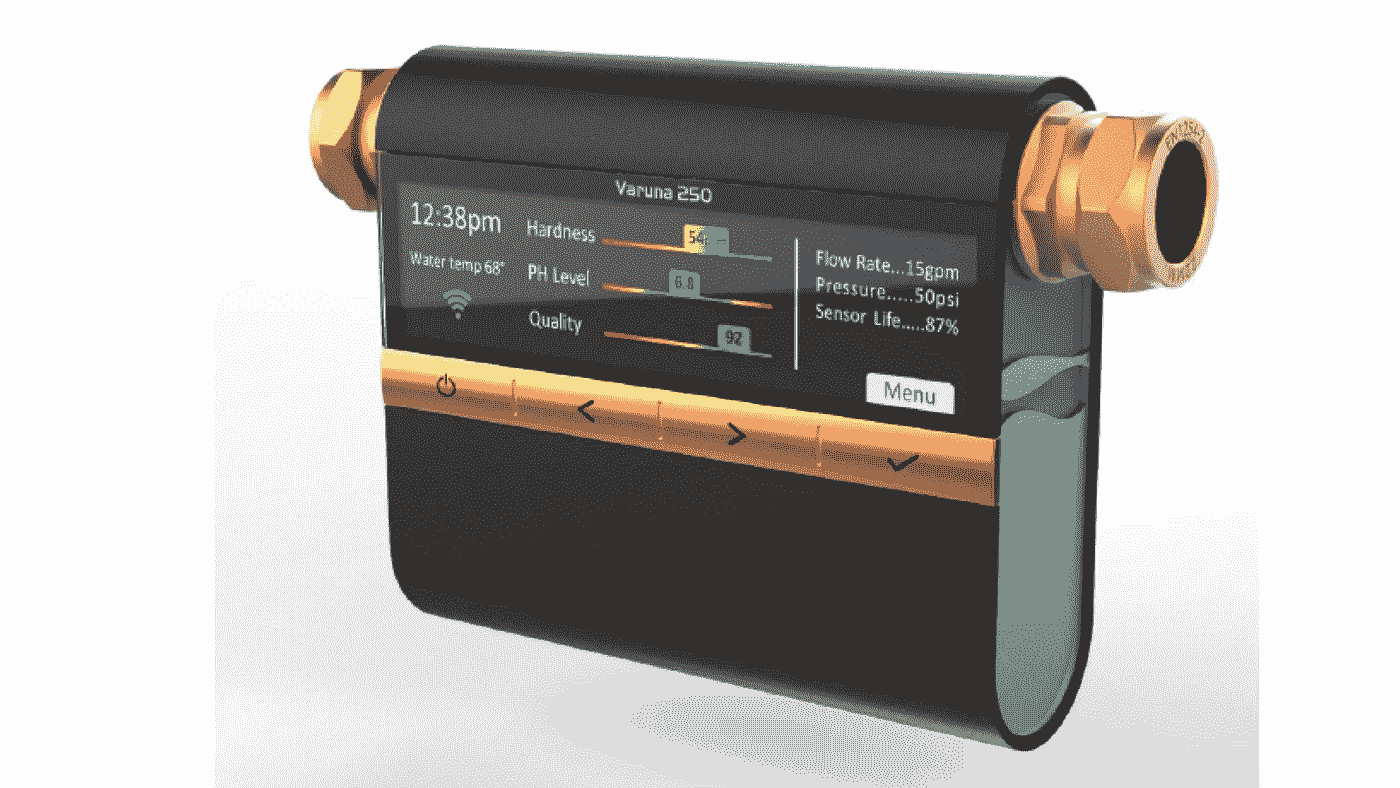 Varuna 250
12:38pm
Water temp 68°
Hardness
PH Level 6.8
Quality 92
Flow Rate...15gpm
Pressure.....50psi
Sensor Life.....87%
Menu